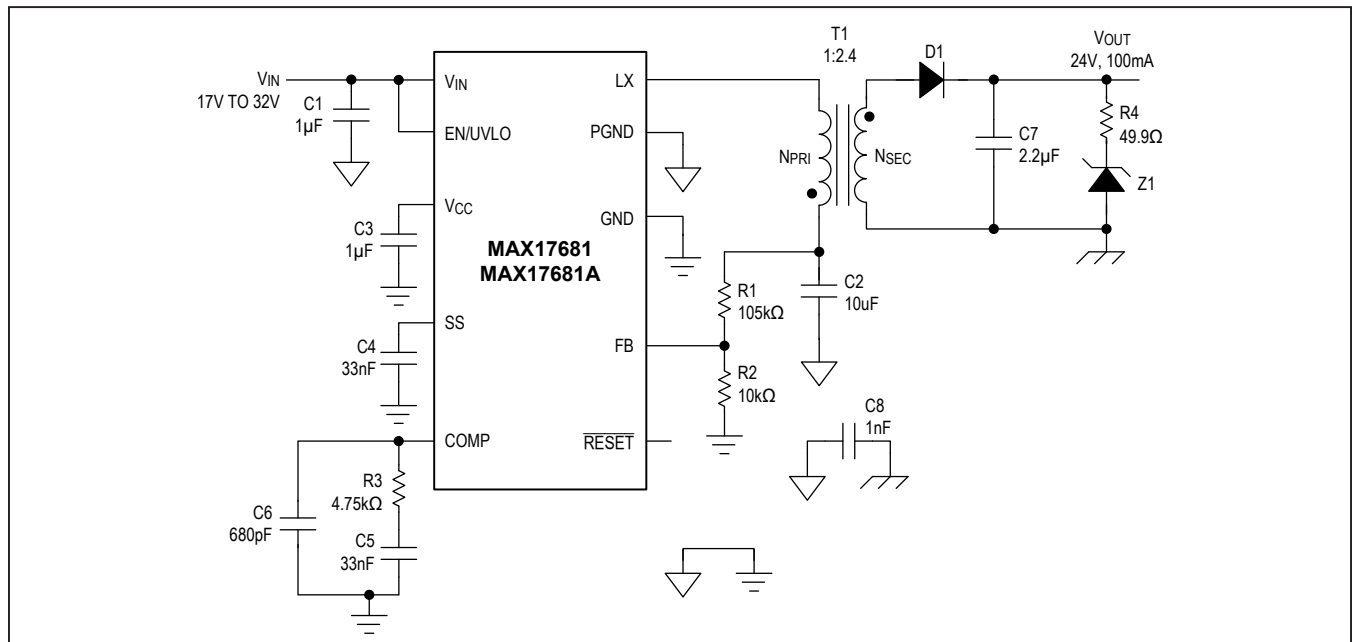 T1
1:2.4
D1
VOUT
24V, 100mA
VIN
17V TO 32V
C1
1µF
VIN
LX
EN/UVLO
PGND
NPRI
NSEC
C7
2.2µF
R4
49.9Ω
Z1
VCC
GND
C3
1µF
MAX17681
MAX17681A
R1
105kΩ
C2
10uF
SS
FB
C4
33nF
R2
10kΩ
C8
1nF
COMP
RESET
R3
4.75kΩ
C6
680pF
C5
33nF